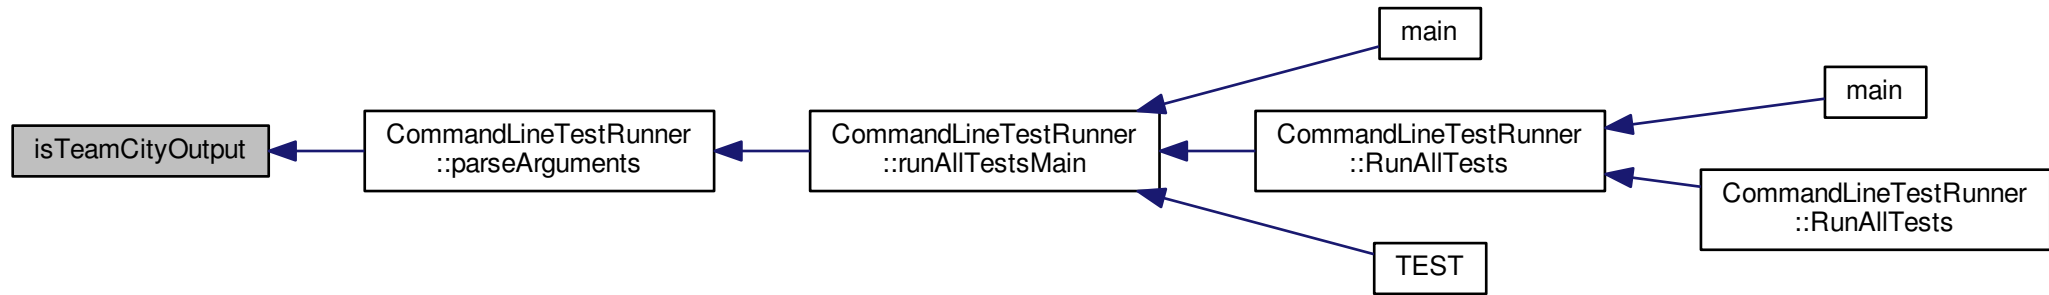 isTeamCityOutput
CommandLineTestRunner
::parseArguments
CommandLineTestRunner
::runAllTestsMain
main
CommandLineTestRunner
::RunAllTests
TEST
main
CommandLineTestRunner
::RunAllTests